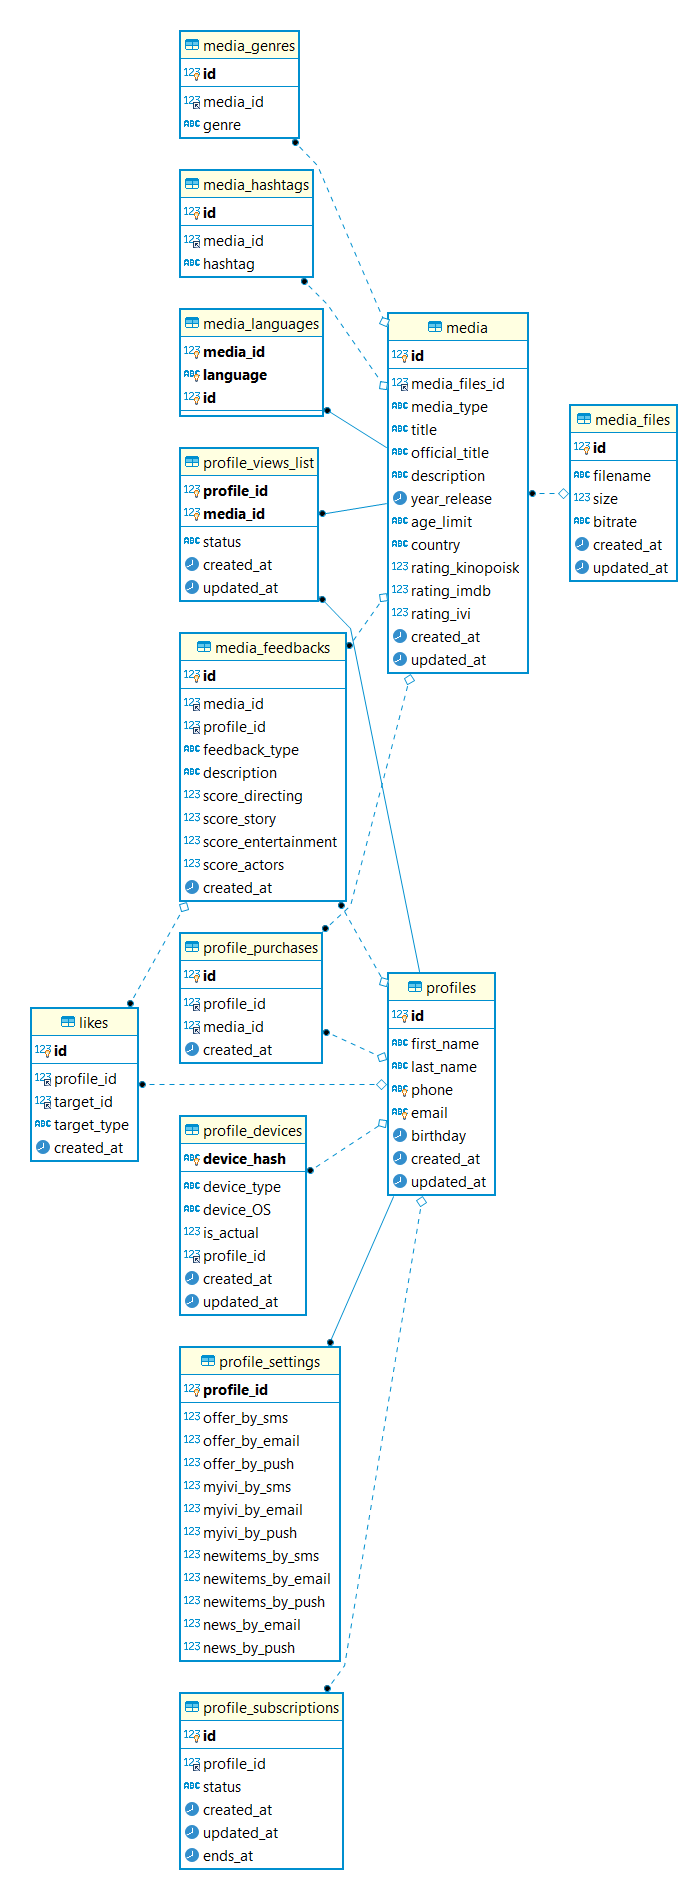 media_genres
123 id
123 media_id
ABC genre
media_hashtags
123 id
123 media_id
ABC hashtag
media_languages
123 media_id
ABC language
123 id
profile_views_list
123 profile_id
123 media_id
ABC status
created_at
updated_at
media_feedbacks
123 id
123 media_id
123 profile_id
ABC feedback_type
ABC description
123 score_directing
123 score_story
123 score_entertainment
123 score_actors
created_at
media
123 id
123 media_files_id
ABC media_type
ABC title
ABC official_title
ABC description
year_release
ABC age_limit
ABC country
123 rating_kinopoisk
123 rating_imdb
123 rating_ivi
created_at
updated_at
media_files
123 id
ABC filename
123 size
ABC bitrate
created_at
updated_at
profile_purchases
123 id
123 profile_id
123 media_id
created_at
likes
123 id
123 profile_id
123 target_id
ABC target_type
created_at
profiles
123 id
ABC first_name
ABC last_name
ABC phone
ABC email
birthday
created_at
updated_at
profile_devices
ABC device_hash
ABC device_type
ABC device_OS
123 is_actual
123 profile_id
created_at
updated_at
profile_settings
123 profile_id
123 offer_by_sms
123 offer_by_email
123 offer_by_push
123 myivi_by_sms
123 myivi_by_email
123 myivi_by_push
123 newitems_by_sms
123 newitems_by_email
123 newitems_by_push
123 news_by_email
123 news_by_push
profile_subscriptions
123 id
123 profile_id
ABC status
created_at
updated_at
ends_at